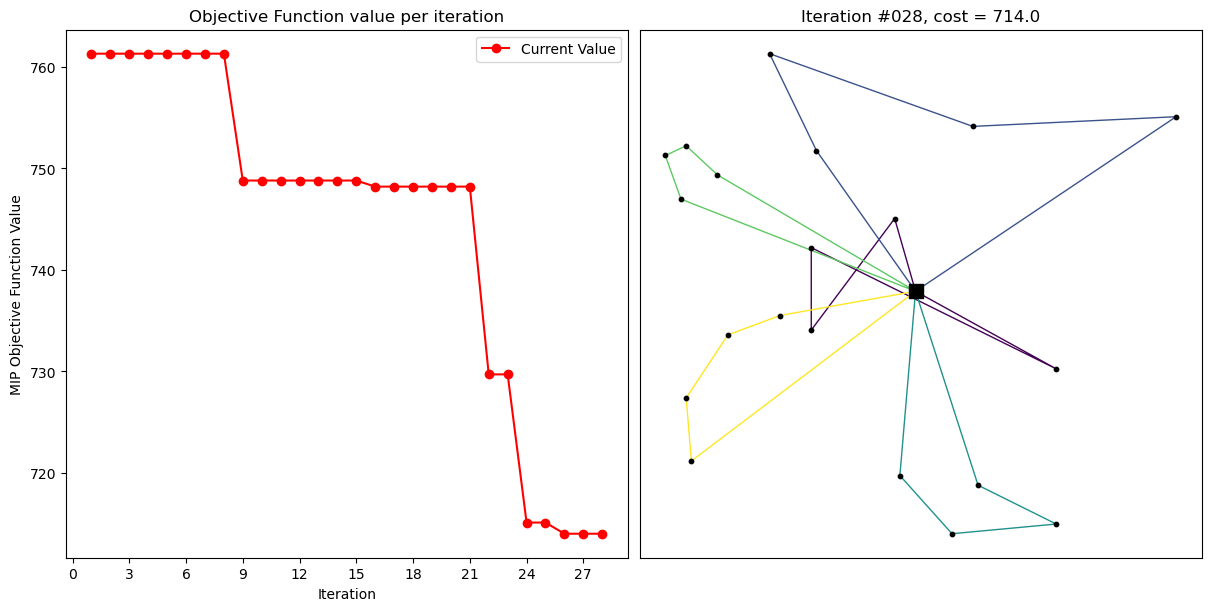 Objective Function value per iteration
Current Value
MIP Objective Function Value
760
750
740
730
720
0 3 6 9 12 15 18 21 24 27
Iteration
Iteration #028, cost = 714.0